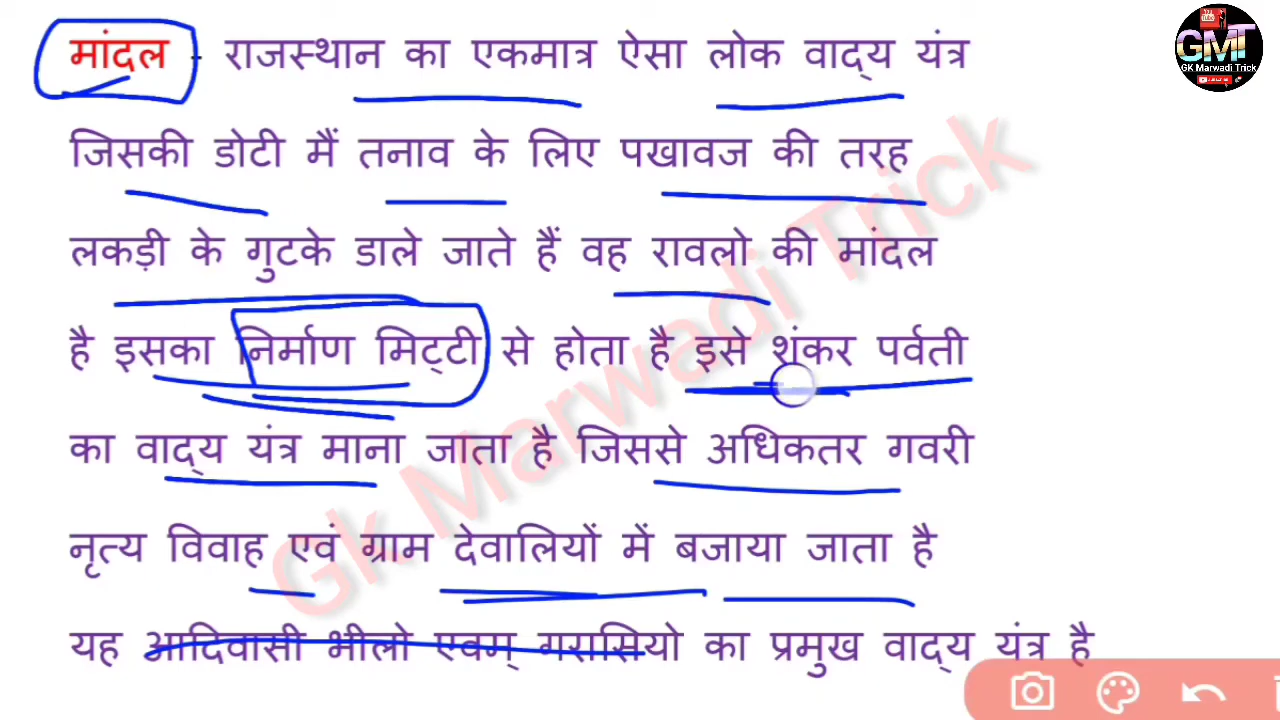 मांदल - राजस्थान का एकमात्र ऐसा लोक वाद्य यंत्र
जिसकी डोटी मैं तनाव के लिए पखावज की तरह
लकड़ी के गुटके डाले जाते हैं वह रावलो की मांदल
है इसका निर्माण मिट्टी से होता है इसे शंकर पर्वती
का वाद्य यंत्र माना जाता है जिससे अधिकतर गवरी
नृत्य विवाह एवं ग्राम देवालियों में बजाया जाता है
यह आदिवासी भीलो एवम् गरासियो का प्रमुख वाद्य यंत्र है
GMT
GK Marwadi Trick
Gk Marwadi Trick